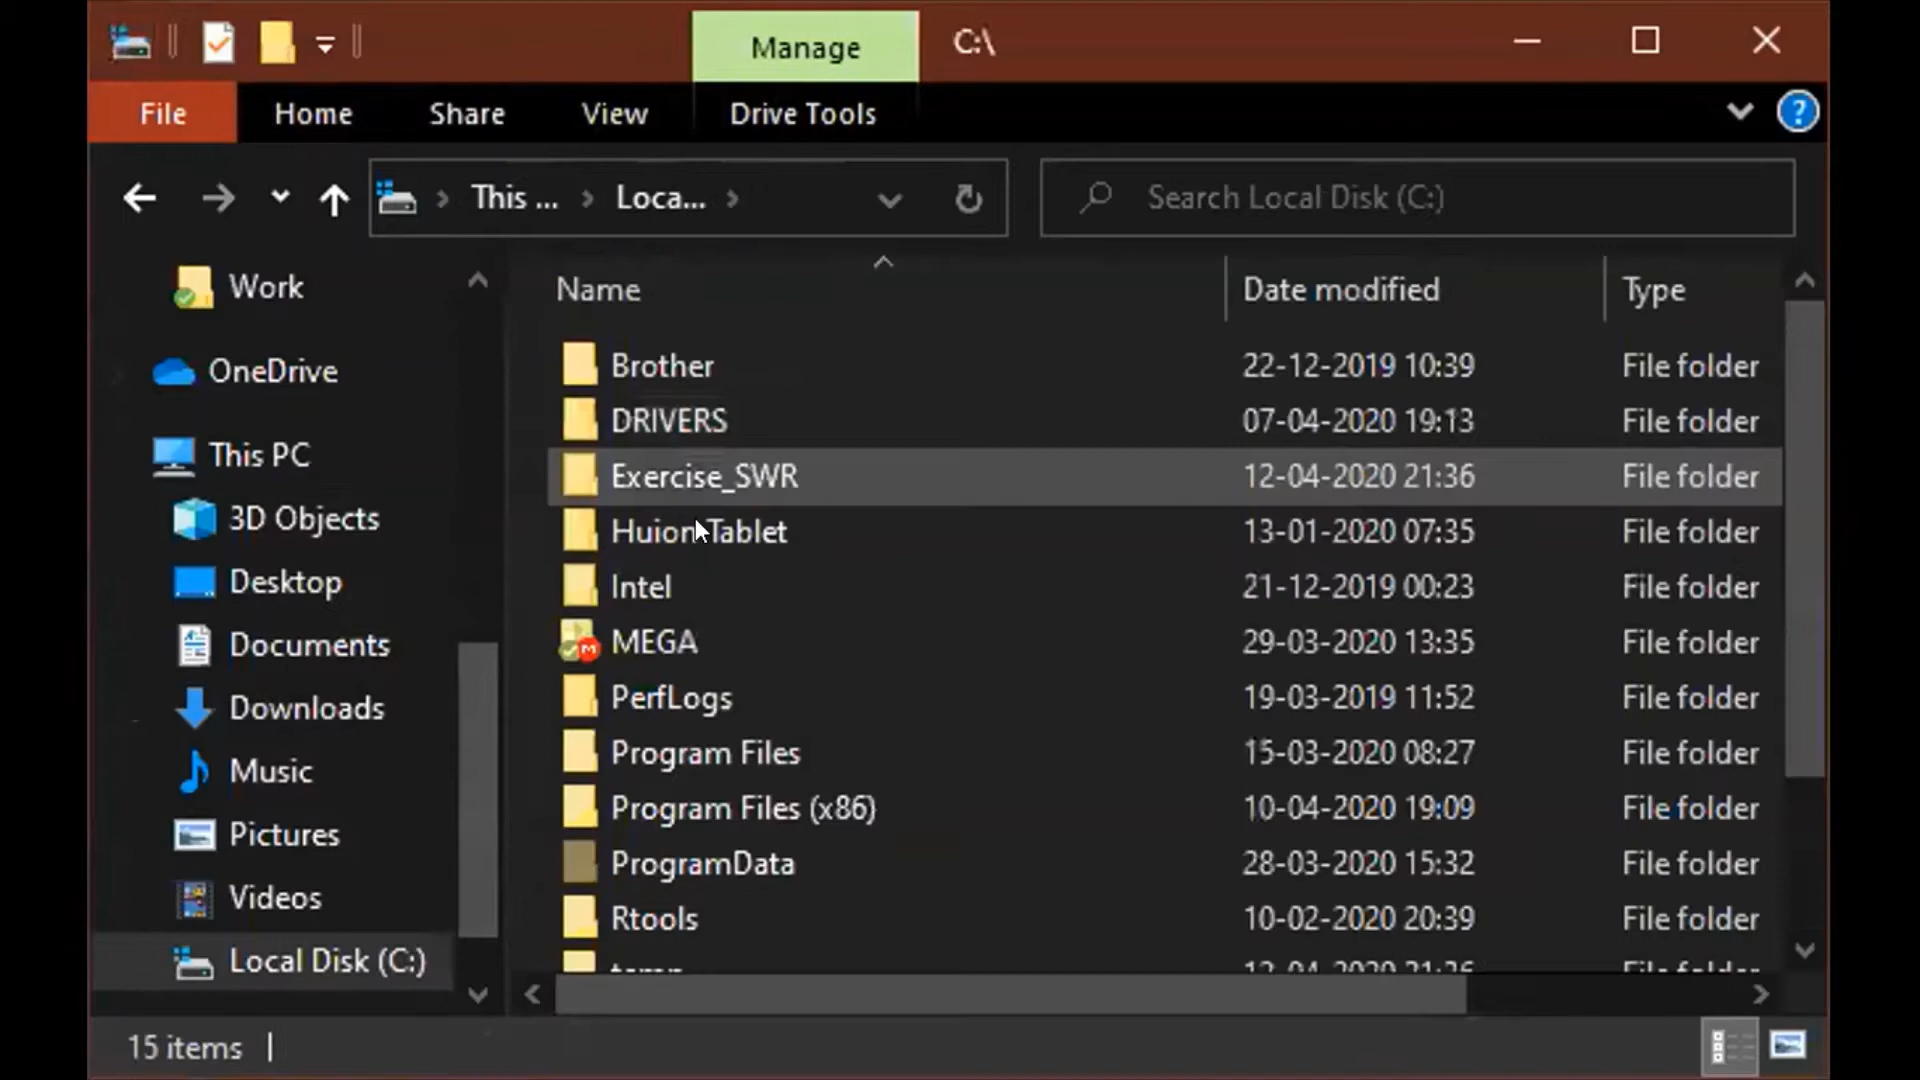 Manage C:\
File Home Share View Drive Tools
This ... Loca... Search Local Disk (C:)
Work
OneDrive
This PC
3D Objects
Desktop
Documents
Downloads
Music
Pictures
Videos
Local Disk (C:)
Name Date modified Type
Brother 22-12-2019 10:39 File folder
DRIVERS 07-04-2020 19:13 File folder
Exercise_SWR 12-04-2020 21:36 File folder
Huion Tablet 13-01-2020 07:35 File folder
Intel 21-12-2019 00:23 File folder
MEGA 29-03-2020 13:35 File folder
PerfLogs 19-03-2019 11:52 File folder
Program Files 15-03-2020 08:27 File folder
Program Files (x86) 10-04-2020 19:09 File folder
ProgramData 28-03-2020 15:32 File folder
Rtools 10-02-2020 20:39 File folder
15 items